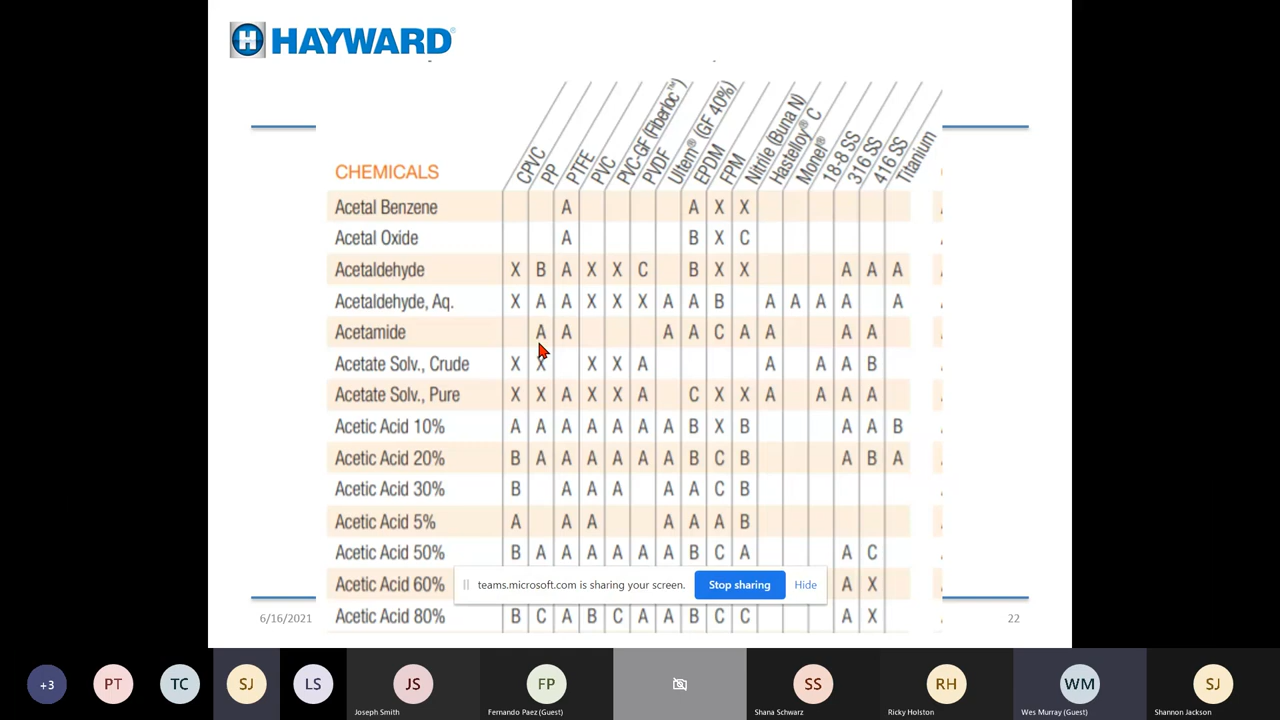 HAYWARD®
CPVC PP PTFE PVC PVC-GF (Fiberloc™) PVDF Ultem® (GF 40%) EPDM FPM Nitrile (Buna N) Hastelloy® C Monel® 18-8 SS 316 SS 416 SS Titanium
CHEMICALS
Acetal Benzene A A X X
Acetal Oxide A B X C
Acetaldehyde X B A X X C B X X A A A
Acetaldehyde, Aq. X A A X X X A A B A A A A A
Acetamide A A A A C A A A A
Acetate Solv., Crude X X X X A A A A B
Acetate Solv., Pure X X A X X A C X X A A A A
Acetic Acid 10% A A A A A A A B X B A A B
Acetic Acid 20% B A A A A A A B C B A B A
Acetic Acid 30% B A A A A A C B
Acetic Acid 5% A A A A A A B
Acetic Acid 50% B A A A A A A B C A A C
Acetic Acid 60% A X
teams.microsoft.com is sharing your screen. Stop sharing Hide
Acetic Acid 80% B C A B C A A B C C A X
6/16/2021 22
+3 PT TC SJ LS JS FP SS RH WM SJ
Joseph Smith Fernando Paez (Guest) Shana Schwarz Ricky Holston Wes Murray (Guest) Shannon Jackson